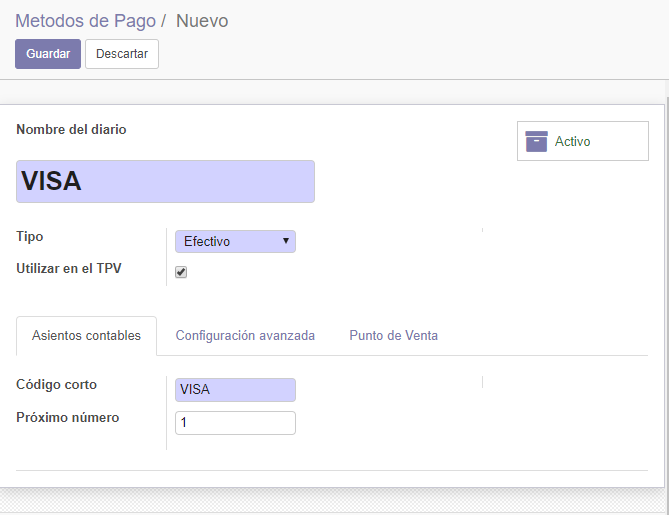 Metodos de Pago / Nuevo
Guardar Descartar
Nombre del diario
Activo
VISA
Tipo Efectivo
Utilizar en el TPV
Asientos contables Configuración avanzada Punto de Venta
Código corto VISA
Próximo número 1